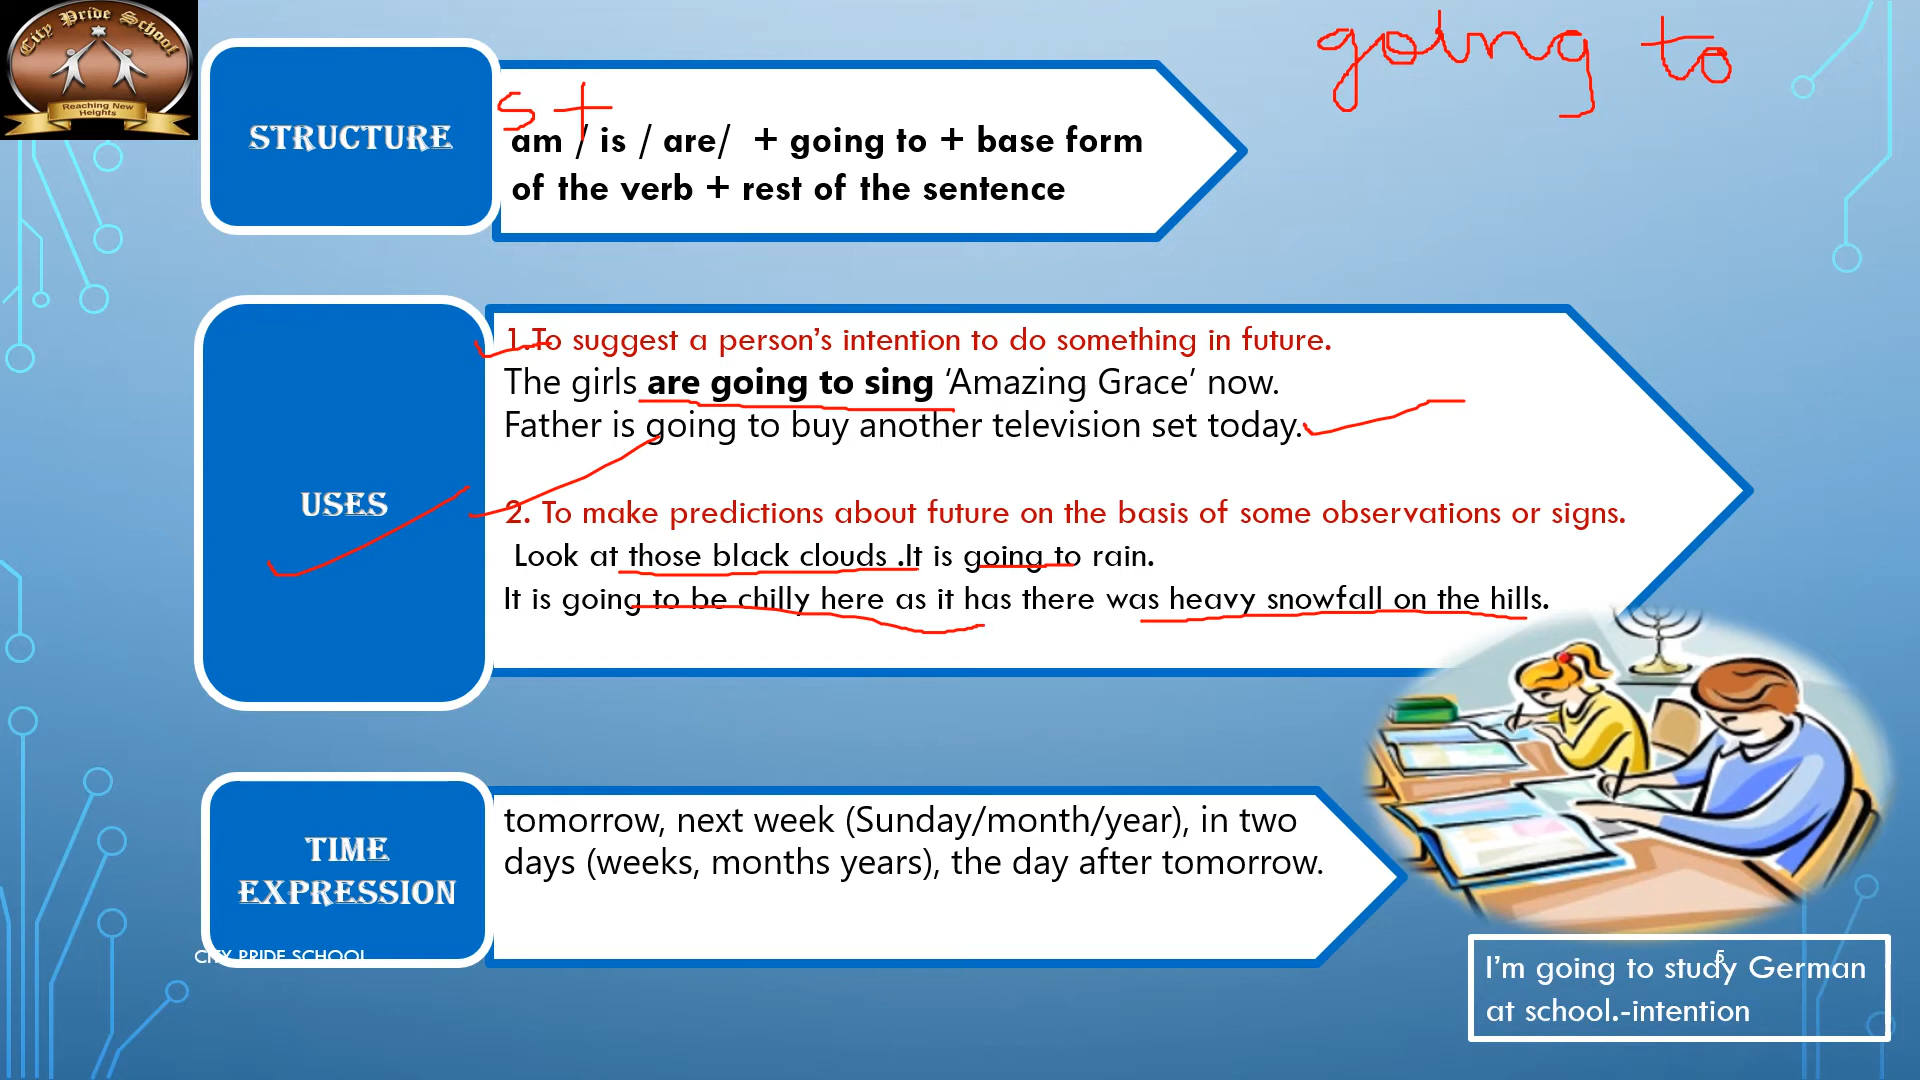 City Pride School
Reaching New
Heights
going to
STRUCTURE
s +
am / is / are/ + going to + base form
of the verb + rest of the sentence
USES
1.To suggest a person’s intention to do something in future.
The girls are going to sing ‘Amazing Grace’ now.
Father is going to buy another television set today.
2. To make predictions about future on the basis of some observations or signs.
Look at those black clouds .It is going to rain.
It is going to be chilly here as it has there was heavy snowfall on the hills.
TIME
EXPRESSION
tomorrow, next week (Sunday/month/year), in two
days (weeks, months years), the day after tomorrow.
CITY PRIDE SCHOOL
5
I’m going to study German
at school.-intention